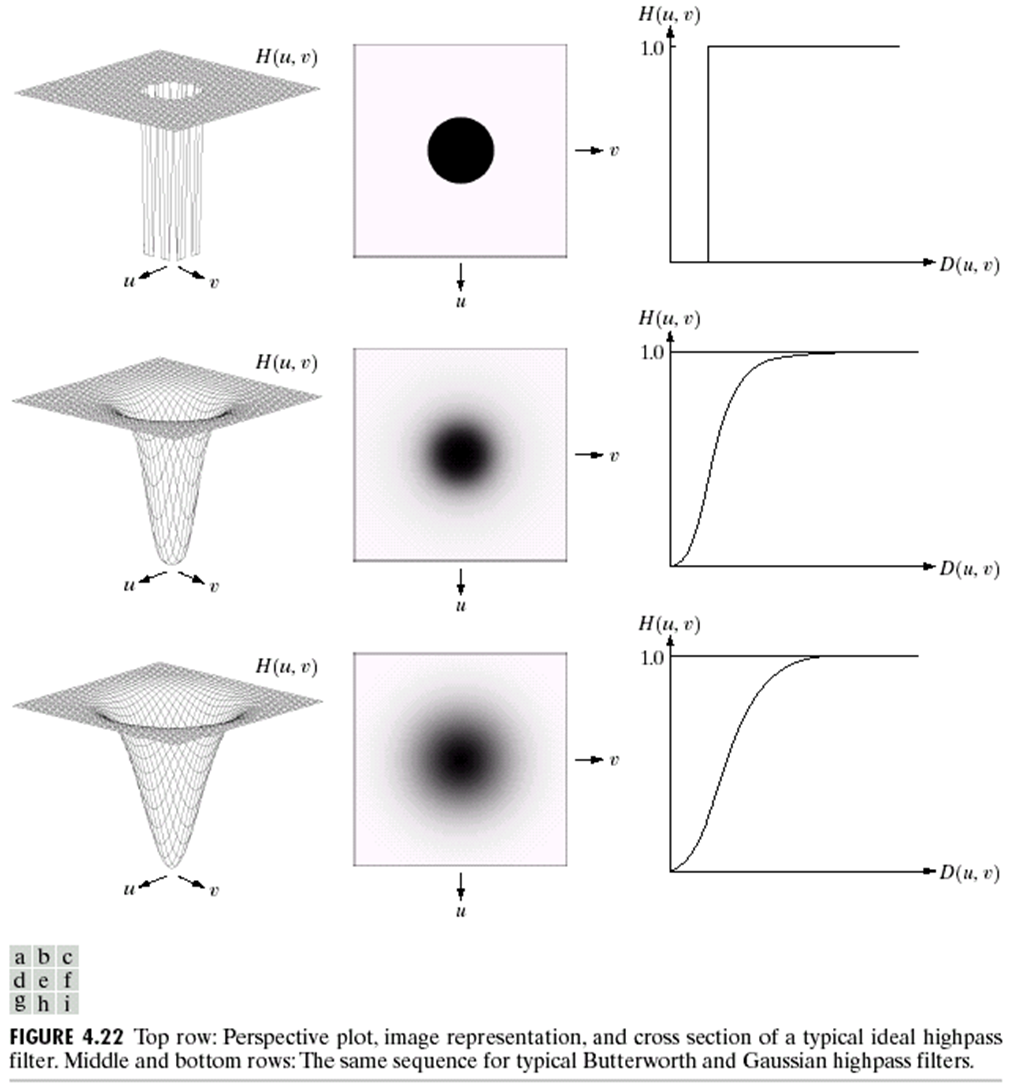 H(u, v)
u
v
v
u
H(u, v)
1.0
D(u, v)
H(u, v)
u
v
v
u
H(u, v)
1.0
D(u, v)
H(u, v)
u
v
v
u
H(u, v)
1.0
D(u, v)
a b c
d e f
g h i
FIGURE 4.22 Top row: Perspective plot, image representation, and cross section of a typical ideal highpass
filter. Middle and bottom rows: The same sequence for typical Butterworth and Gaussian highpass filters.